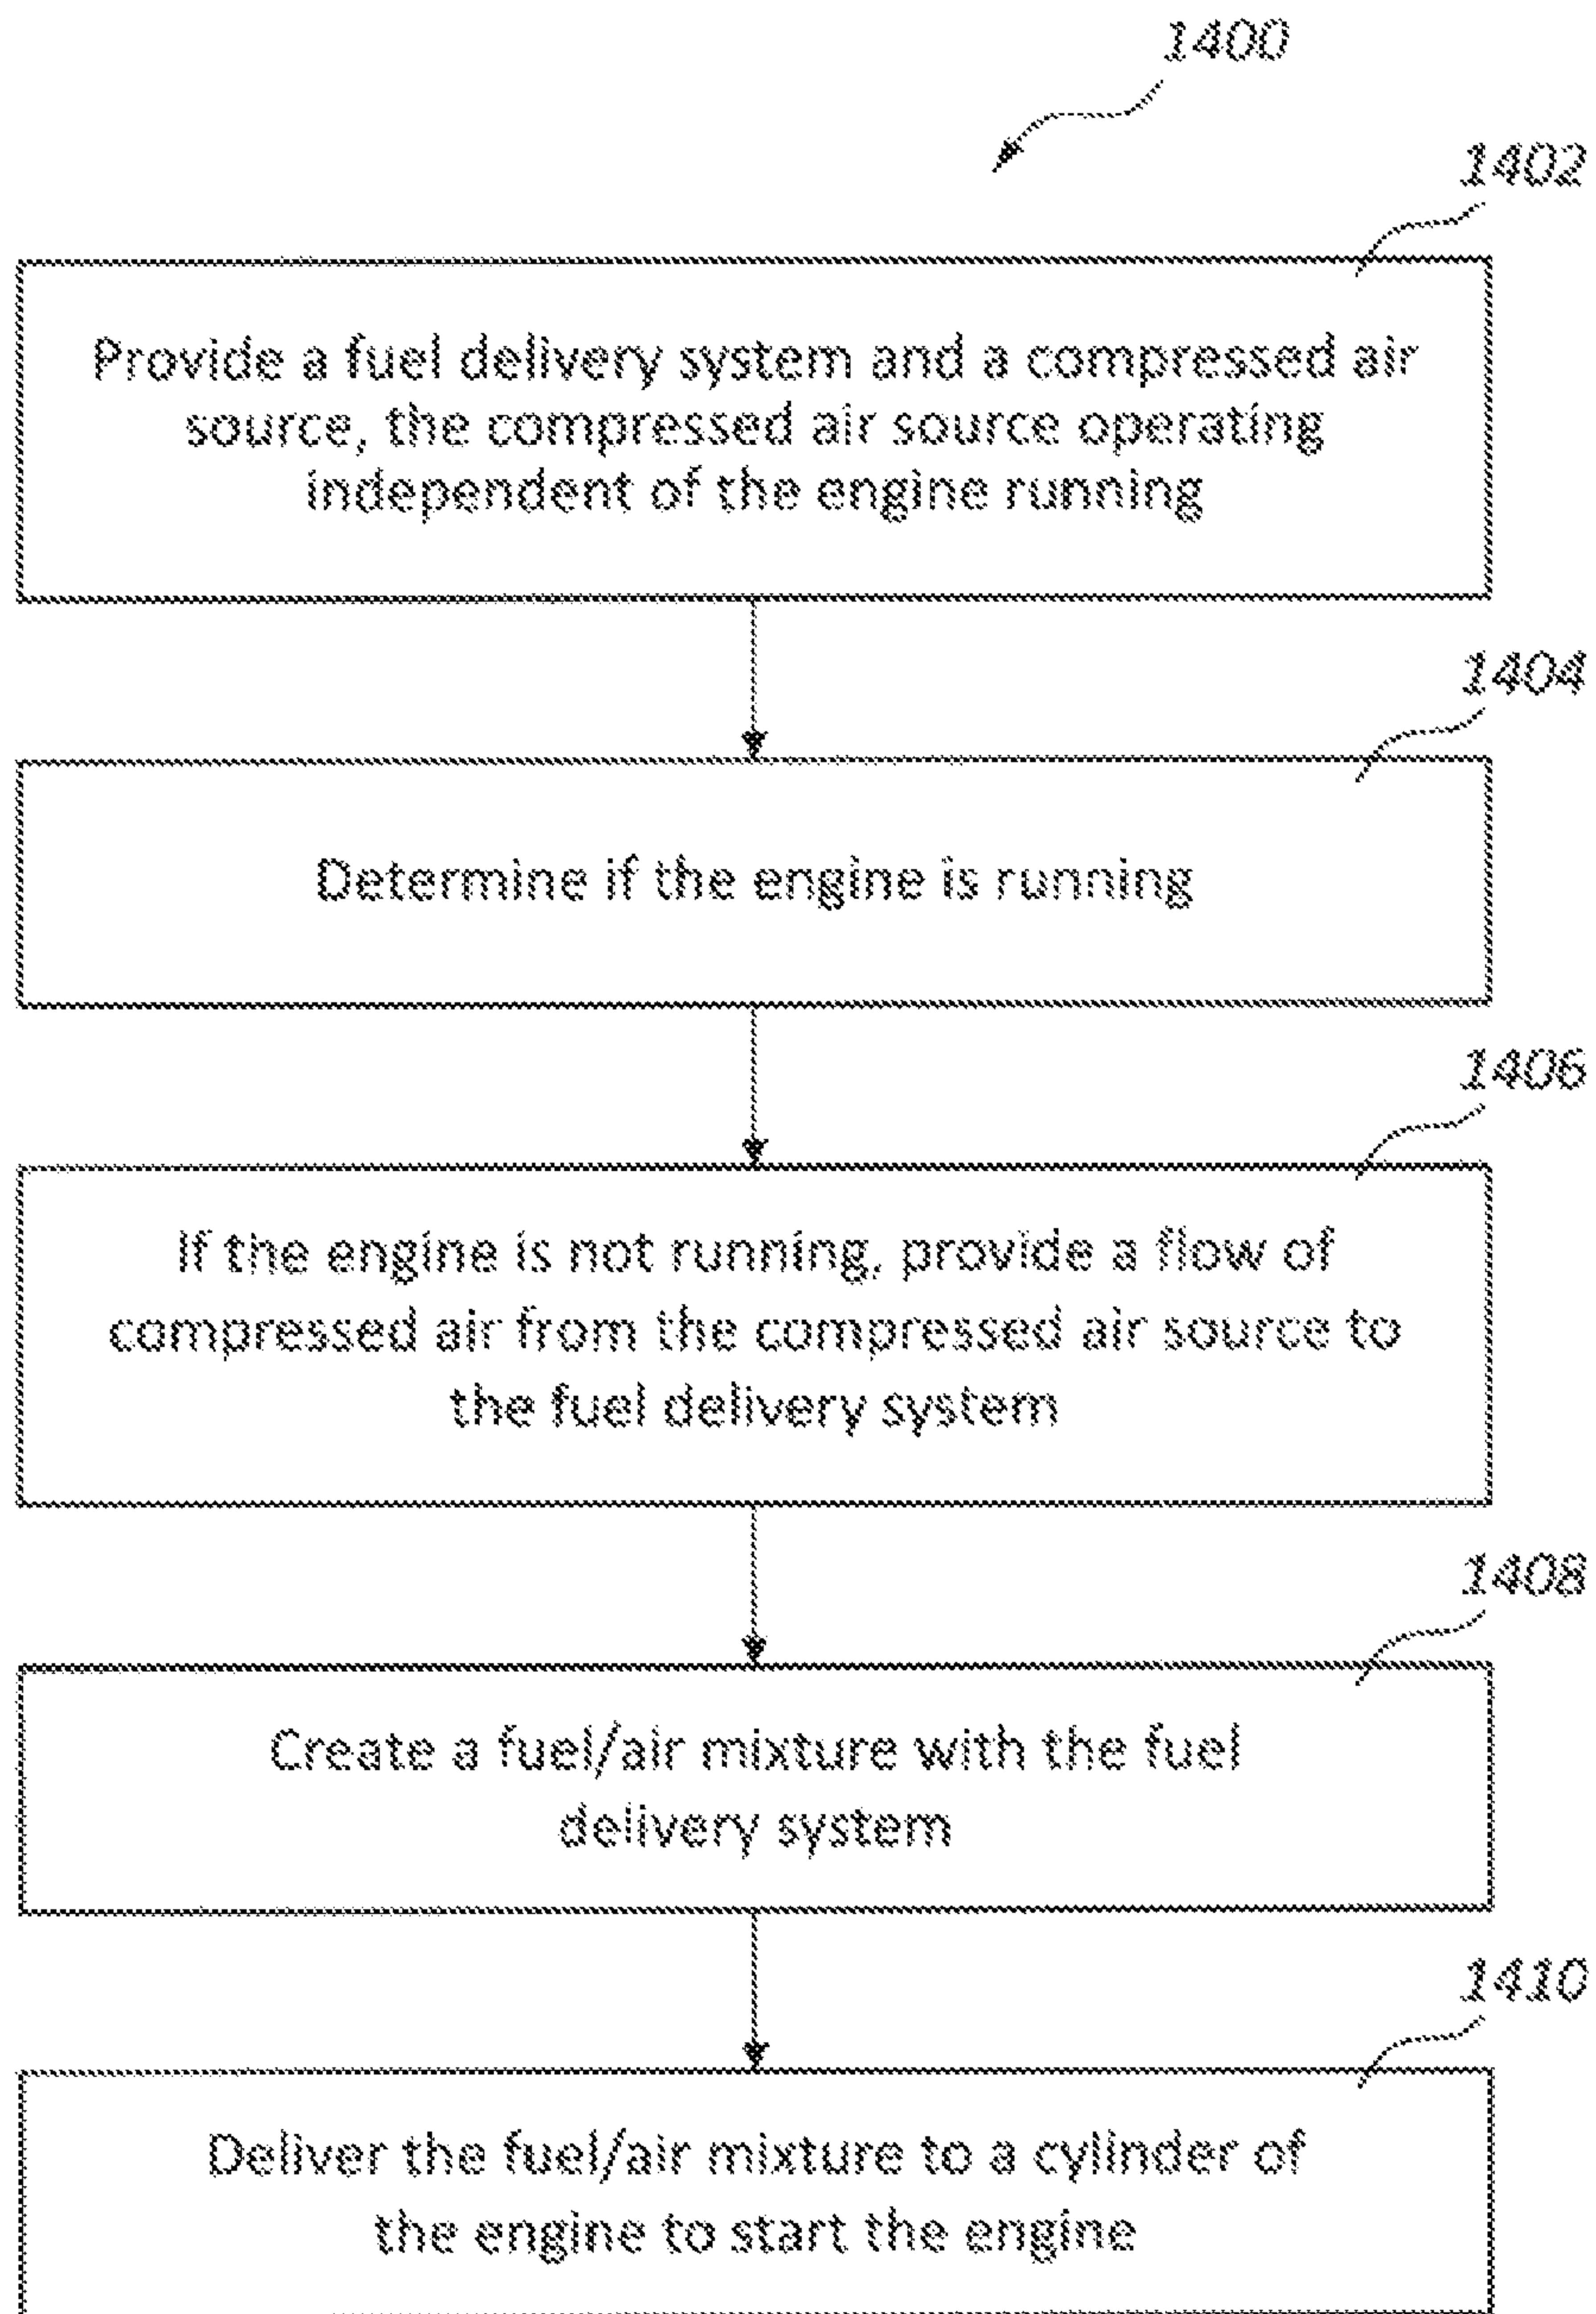 1400
1402
Provide a fuel delivery system and a compressed air
source, the compressed air source operating
independent of the engine running
1404
Determine if the engine is running
1406
If the engine is not running, provide a flow of
compressed air from the compressed air source to
the fuel delivery system
1408
Create a fuel/air mixture with the fuel
delivery system
1410
Deliver the fuel/air mixture to a cylinder of
the engine to start the engine